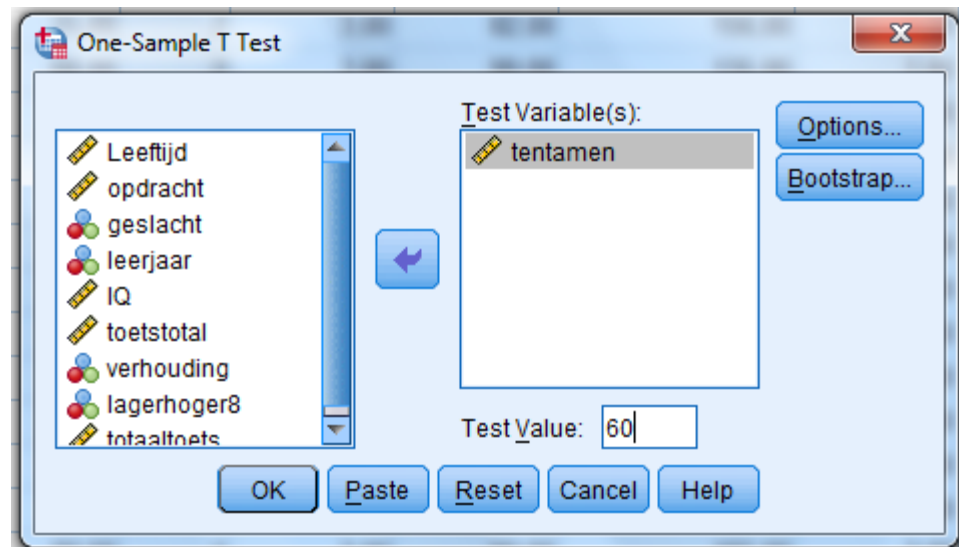 One-Sample T Test
Leeftijd
opdracht
geslacht
leerjaar
IQ
toetstotal
verhouding
lagerhoger8
totaaltoets
Test Variable(s):
tentamen
Test Value: 60
Options...
Bootstrap...
OK Paste Reset Cancel Help